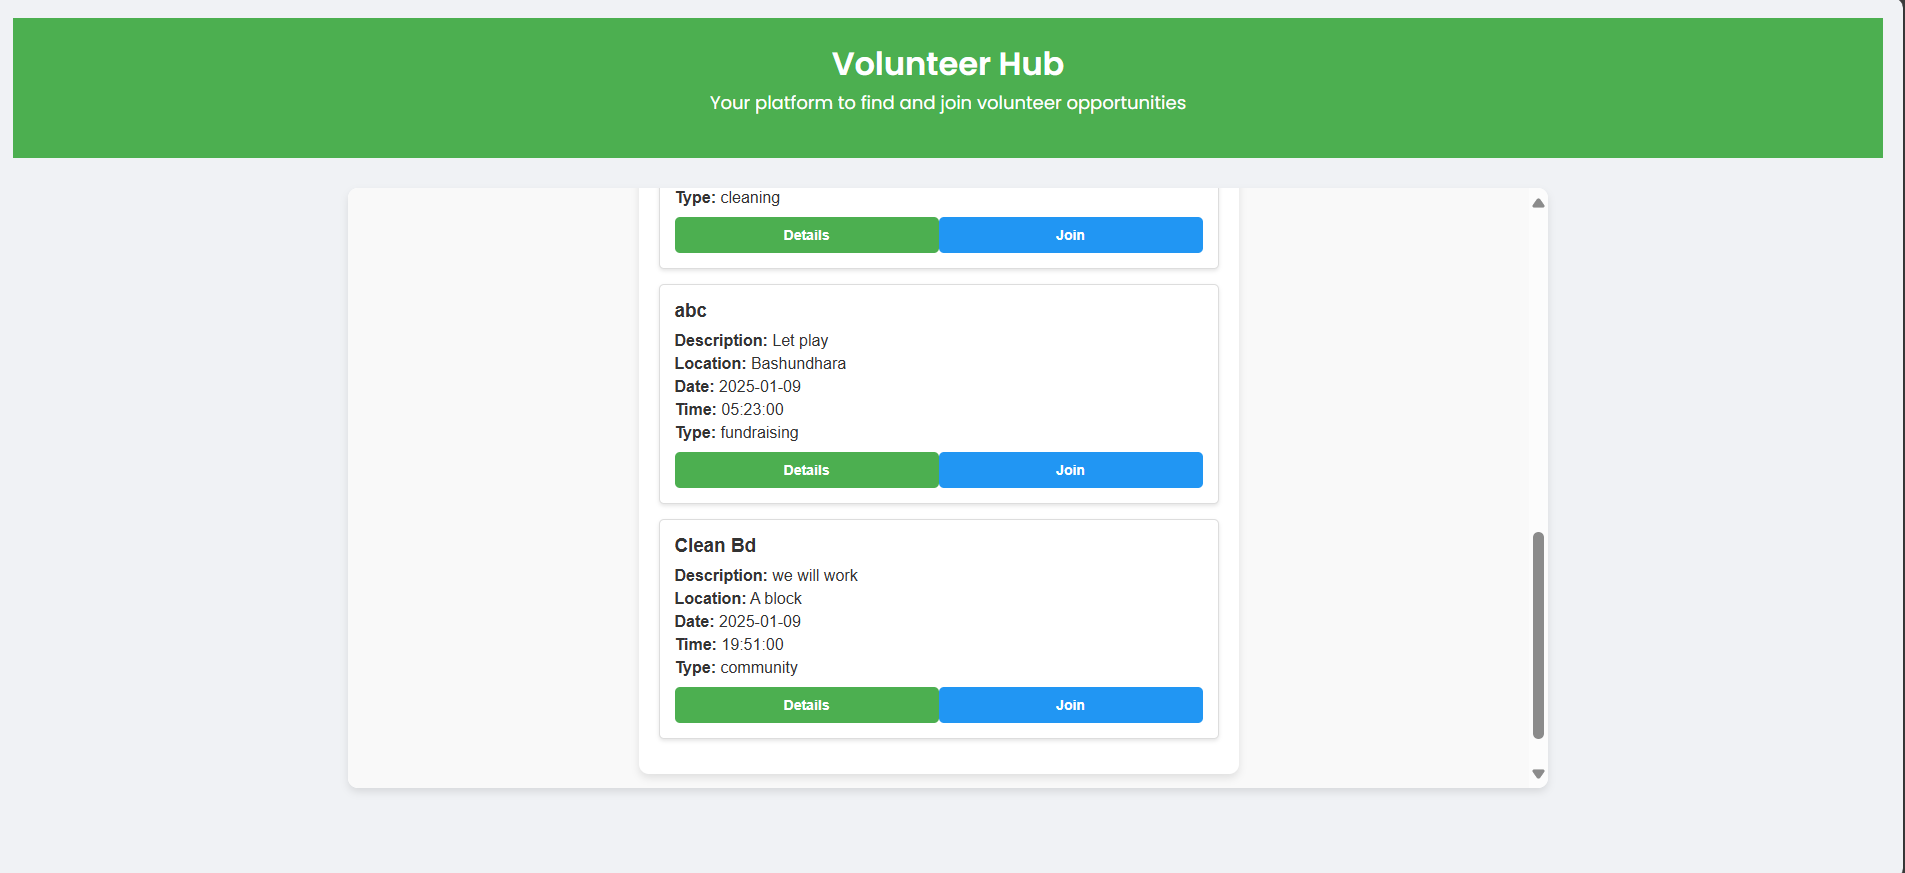 Volunteer Hub
Your platform to find and join volunteer opportunities
Type: cleaning
Details Join
abc
Description: Let play
Location: Bashundhara
Date: 2025-01-09
Time: 05:23:00
Type: fundraising
Details Join
Clean Bd
Description: we will work
Location: A block
Date: 2025-01-09
Time: 19:51:00
Type: community
Details Join